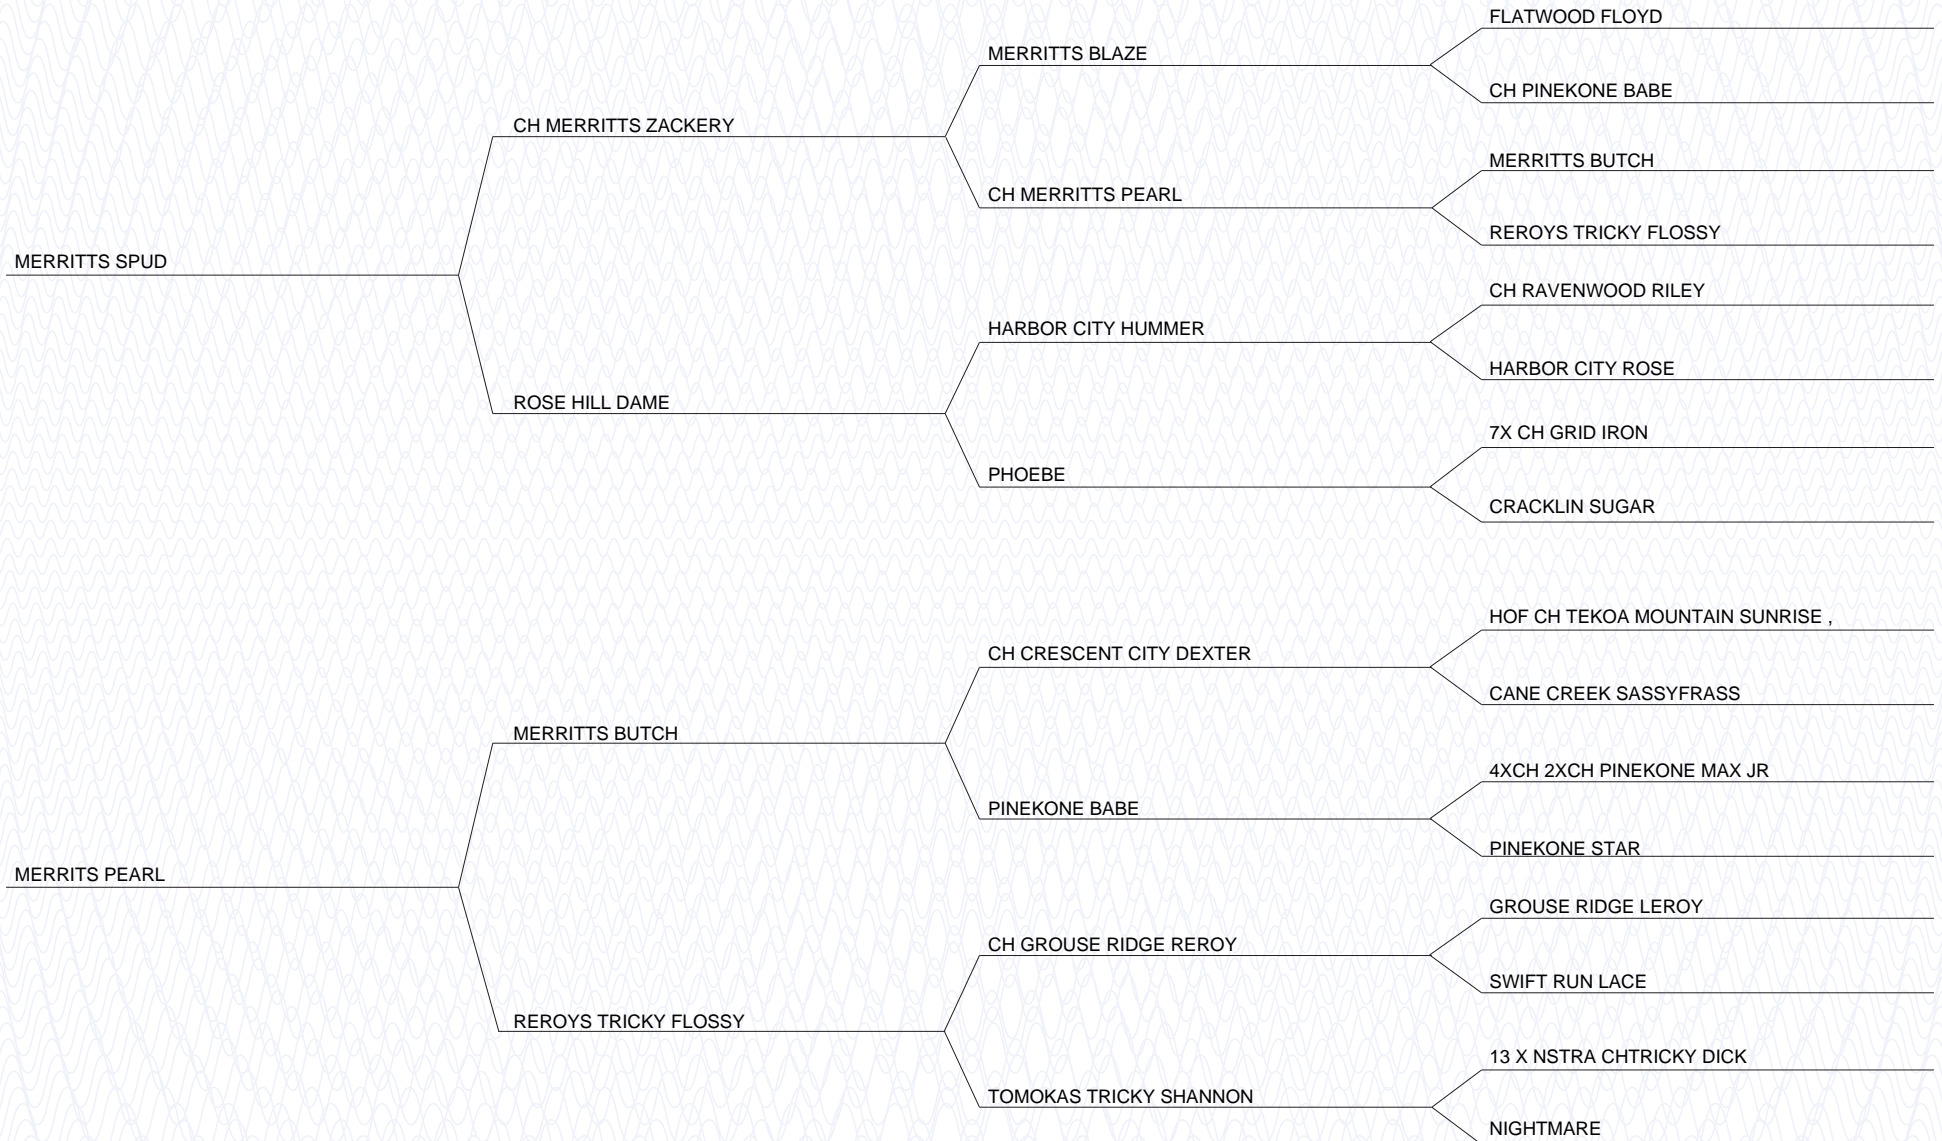 FLATWOOD FLOYD
MERRITTS BLAZE
CH PINEKONE BABE
CH MERRITTS ZACKERY
MERRITTS BUTCH
CH MERRITTS PEARL
REROYS TRICKY FLOSSY
MERRITTS SPUD
CH RAVENWOOD RILEY
HARBOR CITY HUMMER
HARBOR CITY ROSE
ROSE HILL DAME
7X CH GRID IRON
PHOEBE
CRACKLIN SUGAR
HOF CH TEKOA MOUNTAIN SUNRISE ,
CH CRESCENT CITY DEXTER
CANE CREEK SASSYFRASS
MERRITTS BUTCH
4XCH 2XCH PINEKONE MAX JR
PINEKONE BABE
PINEKONE STAR
MERRITS PEARL
GROUSE RIDGE LEROY
CH GROUSE RIDGE REROY
SWIFT RUN LACE
REROYS TRICKY FLOSSY
13 X NSTRA CHTRICKY DICK
TOMOKAS TRICKY SHANNON
NIGHTMARE